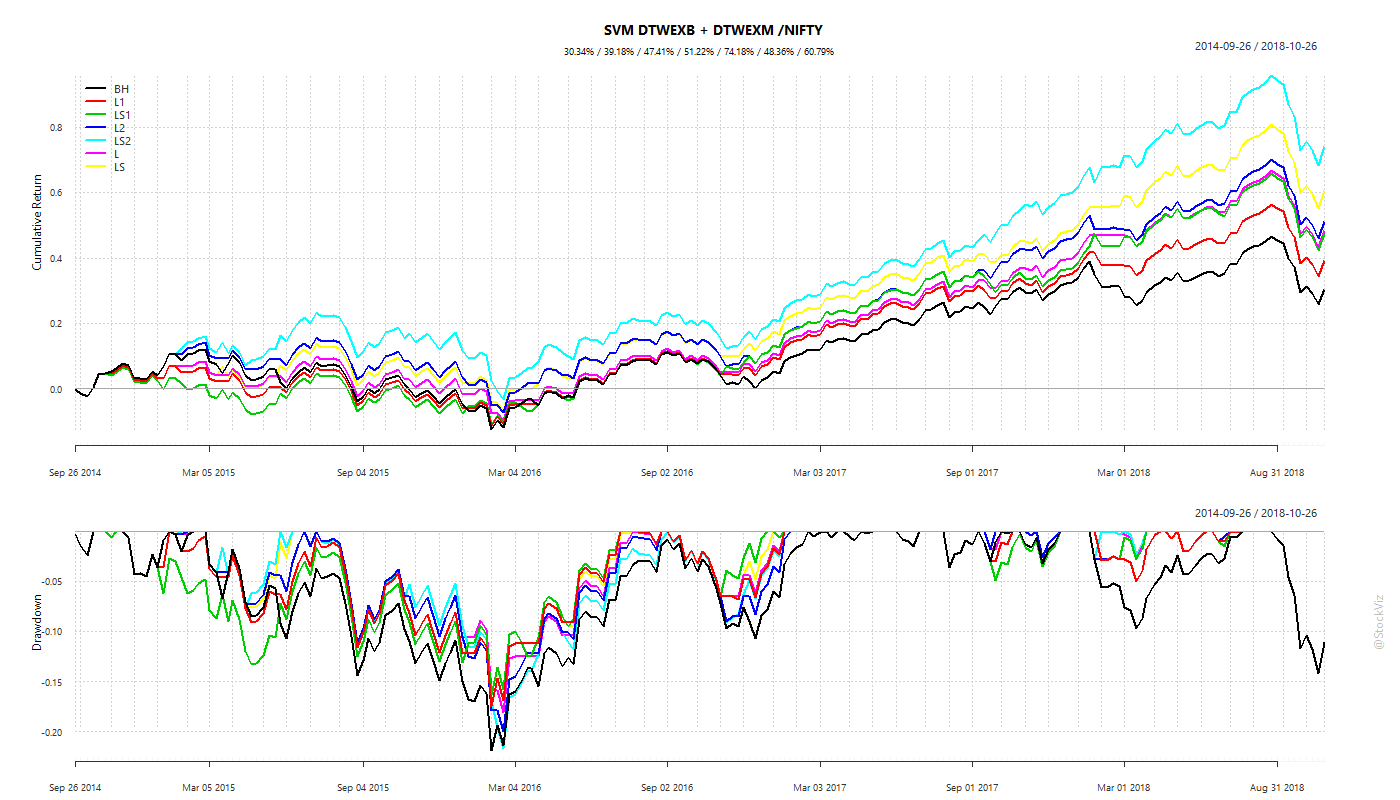 SVM DTWEXB + DTWEXM /NIFTY
30.34% / 39.18% / 47.41% / 51.22% / 74.18% / 48.36% / 60.79%
2014-09-26 / 2018-10-26
BH
L1
LS1
L2
LS2
L
LS
Cumulative Return
0.8
0.6
0.4
0.2
0.0
Sep 26 2014 Mar 05 2015 Sep 04 2015 Mar 04 2016 Sep 02 2016 Mar 03 2017 Sep 01 2017 Mar 01 2018 Aug 31 2018
2014-09-26 / 2018-10-26
Drawdown
-0.05
-0.10
-0.15
-0.20
Sep 26 2014 Mar 05 2015 Sep 04 2015 Mar 04 2016 Sep 02 2016 Mar 03 2017 Sep 01 2017 Mar 01 2018 Aug 31 2018
@StockViz